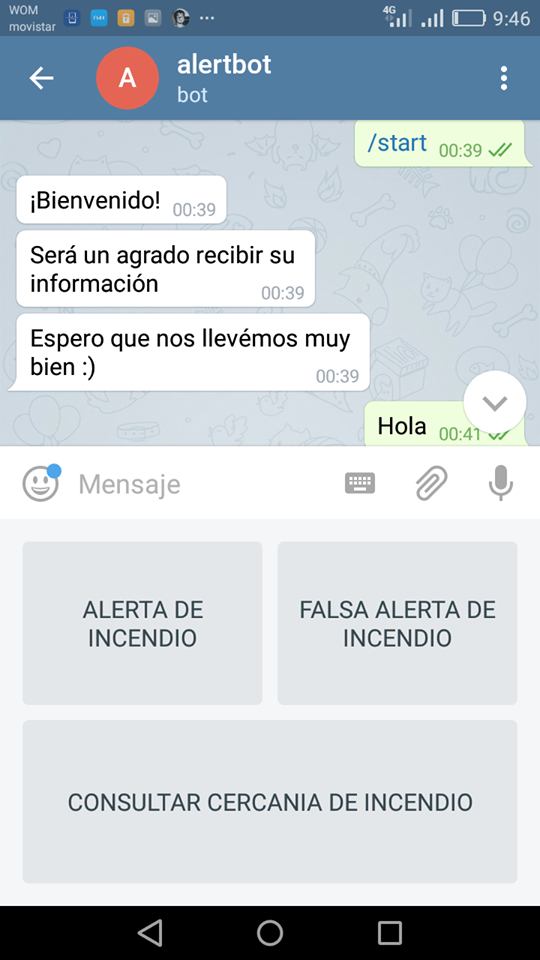 WOM
movistar
4G
9:46
A
alertbot
bot
/start 00:39
¡Bienvenido! 00:39
Será un agrado recibir su
información 00:39
Espero que nos llevémos muy
bien :) 00:39
Hola 00:41
Mensaje
ALERTA DE
INCENDIO
FALSA ALERTA DE
INCENDIO
CONSULTAR CERCANIA DE INCENDIO